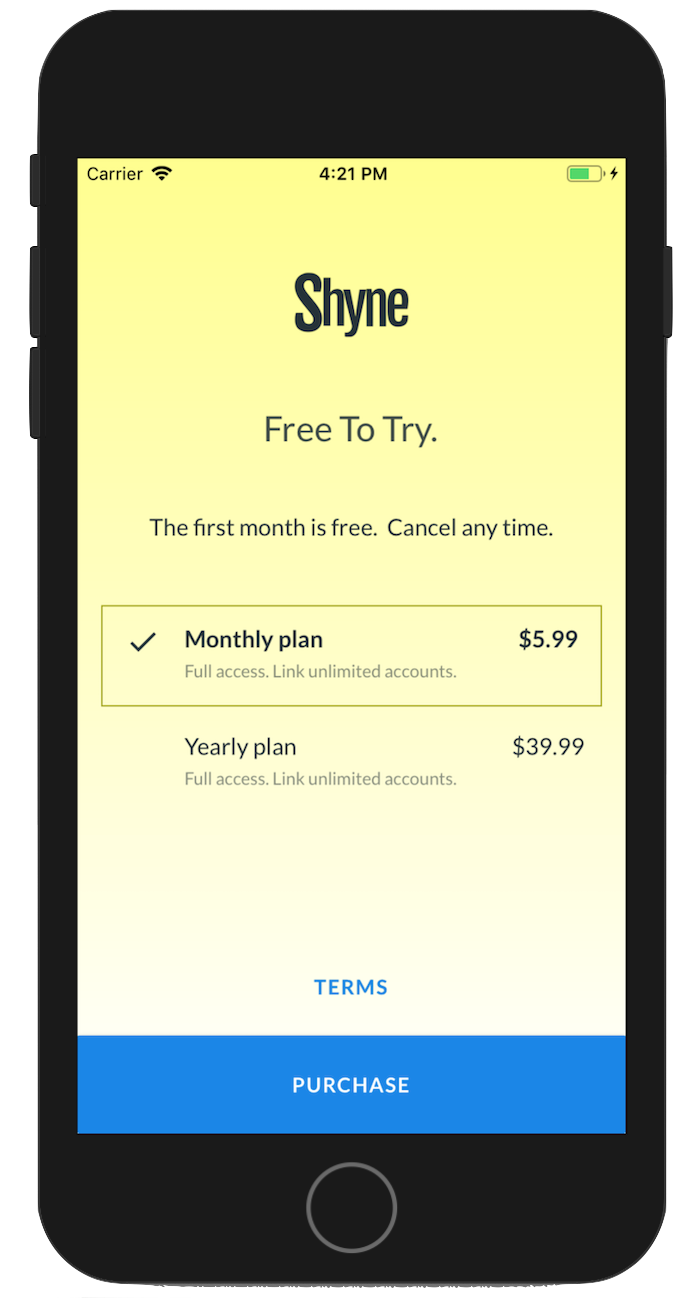 Carrier 4:21 PM
Shyne
Free To Try.
The first month is free.  Cancel any time.
Monthly plan $5.99
Full access. Link unlimited accounts.
Yearly plan $39.99
Full access. Link unlimited accounts.
TERMS
PURCHASE